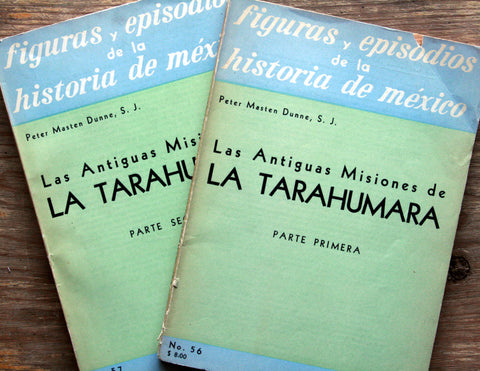 figuras y episodios
de la
historia de méx
Peter Masten Dunne, S. J.
Las Antiguas Misi
LA TARAHU
PARTE SE
57
figuras y episodios
de la
historia de méxico
Peter Masten Dunne, S. J.
Las Antiguas Misiones de
LA TARAHUMARA
PARTE PRIMERA
No. 56
$ 8.00